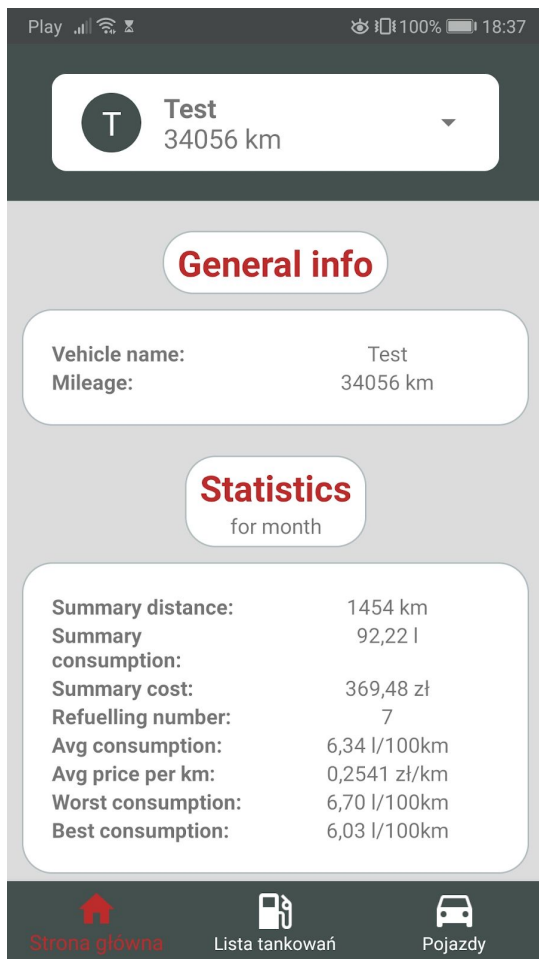 Play 100% 18:37
T
Test
34056 km
General info
Vehicle name: Test
Mileage: 34056 km
Statistics
for month
Summary distance: 1454 km
Summary 92,22 l
consumption:
Summary cost: 369,48 zł
Refuelling number: 7
Avg consumption: 6,34 l/100km
Avg price per km: 0,2541 zł/km
Worst consumption: 6,70 l/100km
Best consumption: 6,03 l/100km
Strona główna Lista tankowań Pojazdy